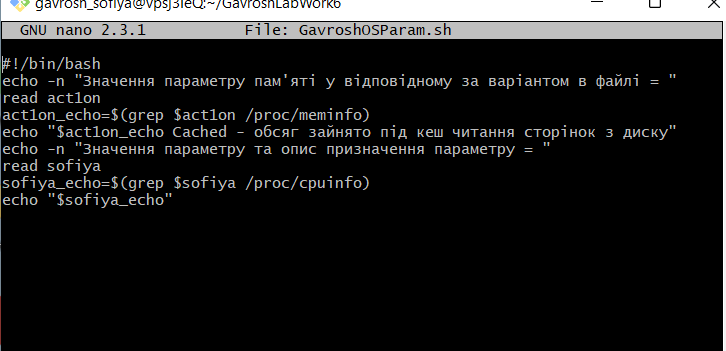 gavrosh_sofiya@vpsj3IeQ:~/GavroshLabWork6
GNU nano 2.3.1 File: GavroshOSParam.sh
#!/bin/bash
echo -n "Значення параметру пам'яті у відповідному за варіантом в файлі = "
read act1on
act1on_echo=$(grep $act1on /proc/meminfo)
echo "$act1on_echo Cached - обсяг зайнято під кеш читання сторінок з диску"
echo -n "Значення параметру та опис призначення параметру = "
read sofiya
sofiya_echo=$(grep $sofiya /proc/cpuinfo)
echo "$sofiya_echo"